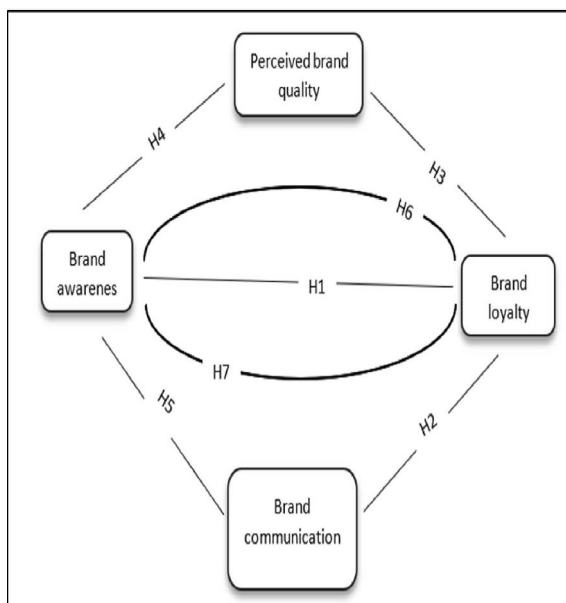 Perceived brand
quality
H4
H3
H6
Brand
awarenes
H1
Brand
loyalty
H7
H5
H2
Brand
communication